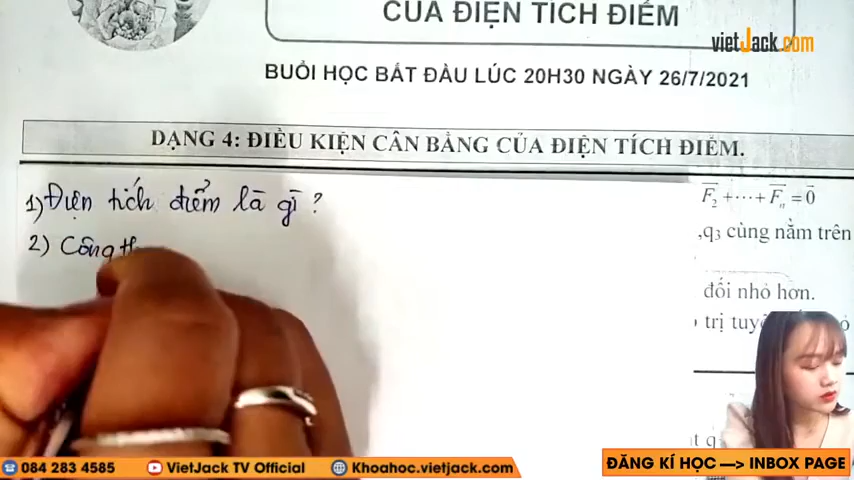 CỦA ĐIỆN TÍCH ĐIỂM
vietJack.com
BUỔI HỌC BẮT ĐẦU LÚC 20H30 NGÀY 26/7/2021
DẠNG 4: ĐIỀU KIỆN CÂN BẰNG CỦA ĐIỆN TÍCH ĐIỂM.
1) Điện tích điểm là gì ?
2) Công th
F₂ +···+ Fₙ = 0
,q₃ cùng nằm trên
đối nhỏ hơn.
trị tuyệ
ĐĂNG KÍ HỌC —> INBOX PAGE
084 283 4585 VietJack TV Official Khoahoc.vietjack.com